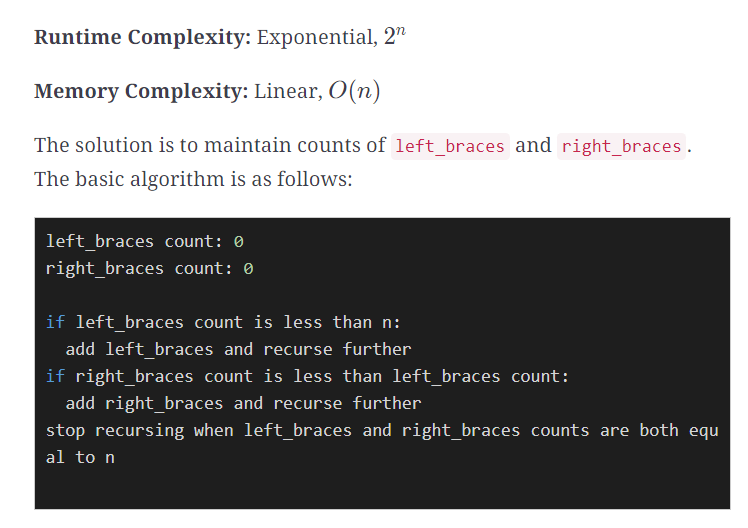 Runtime Complexity: Exponential, 2ⁿ
Memory Complexity: Linear, O(n)
The solution is to maintain counts of left_braces and right_braces.
The basic algorithm is as follows:
left_braces count: 0
right_braces count: 0
if left_braces count is less than n:
  add left_braces and recurse further
if right_braces count is less than left_braces count:
  add right_braces and recurse further
stop recursing when left_braces and right_braces counts are both equ
al to n